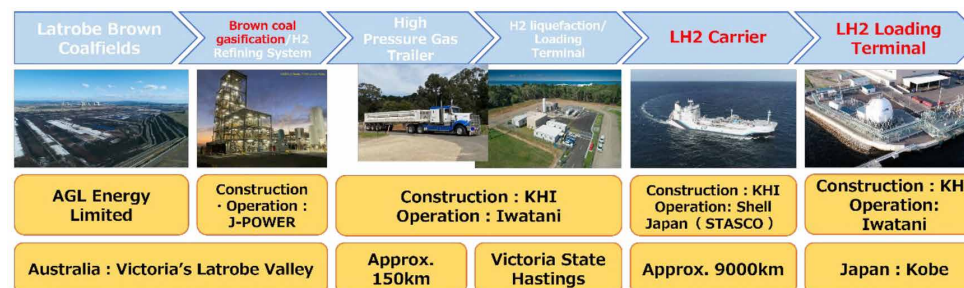 Latrobe Brown
Coalfields
Brown coal
gasification/H2
Refining System
High
Pressure Gas
Trailer
H2 liquefaction/
Loading
Terminal
LH2 Carrier
LH2 Loading
Terminal
AGL Energy
Limited
Construction
・Operation :
J-POWER
Construction : KHI
Operation : Iwatani
Construction : KHI
Operation: Shell
Japan ( STASCO )
Construction : KH
Operation:
Iwatani
Australia : Victoria's Latrobe Valley
Approx.
150km
Victoria State
Hastings
Approx. 9000km
Japan : Kobe